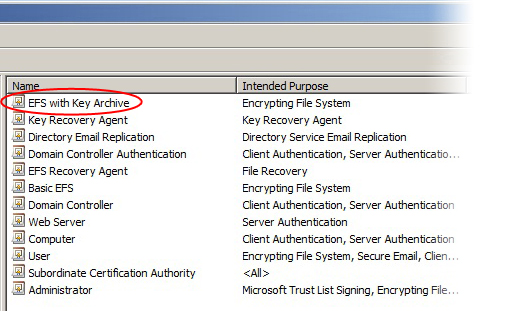 Name Intended Purpose
EFS with Key Archive Encrypting File System
Key Recovery Agent Key Recovery Agent
Directory Email Replication Directory Service Email Replication
Domain Controller Authentication Client Authentication, Server Authenticatio...
EFS Recovery Agent File Recovery
Basic EFS Encrypting File System
Domain Controller Client Authentication, Server Authentication
Web Server Server Authentication
Computer Client Authentication, Server Authentication
User Encrypting File System, Secure Email, Clien...
Subordinate Certification Authority <All>
Administrator Microsoft Trust List Signing, Encrypting File...